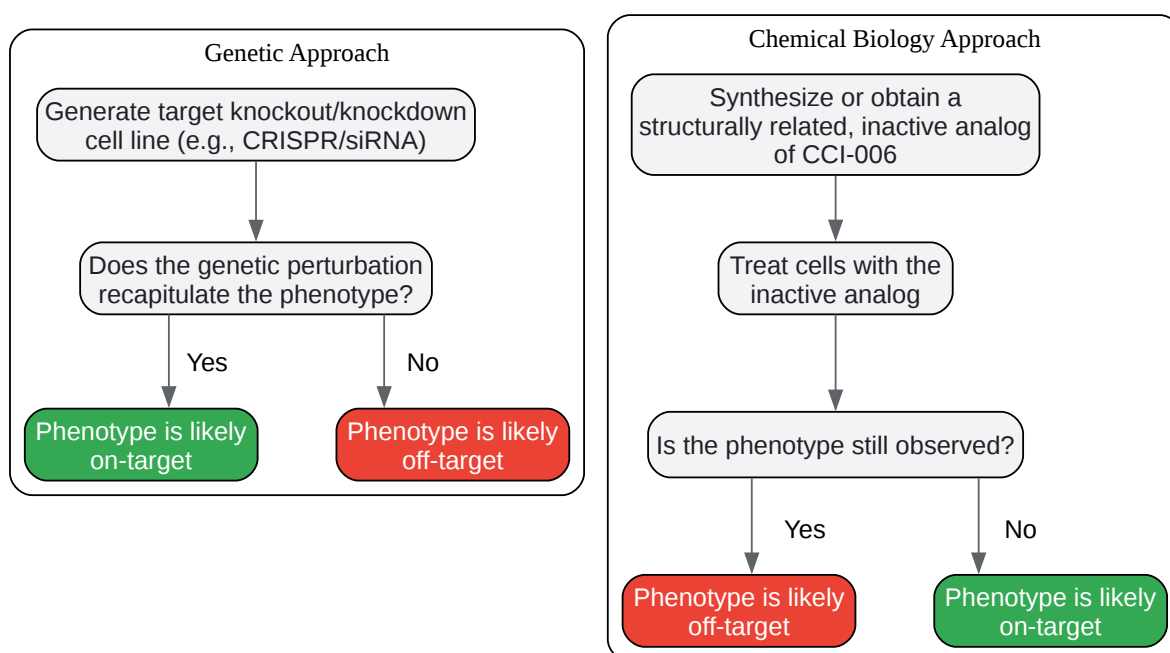 Genetic Approach
Generate target knockout/knockdown
cell line (e.g., CRISPR/siRNA)
Does the genetic perturbation
recapitulate the phenotype?
Yes
No
Phenotype is likely
on-target
Phenotype is likely
off-target
Chemical Biology Approach
Synthesize or obtain a
structurally related, inactive analog
of CCI-006
Treat cells with the
inactive analog
Is the phenotype still observed?
Yes
No
Phenotype is likely
off-target
Phenotype is likely
on-target